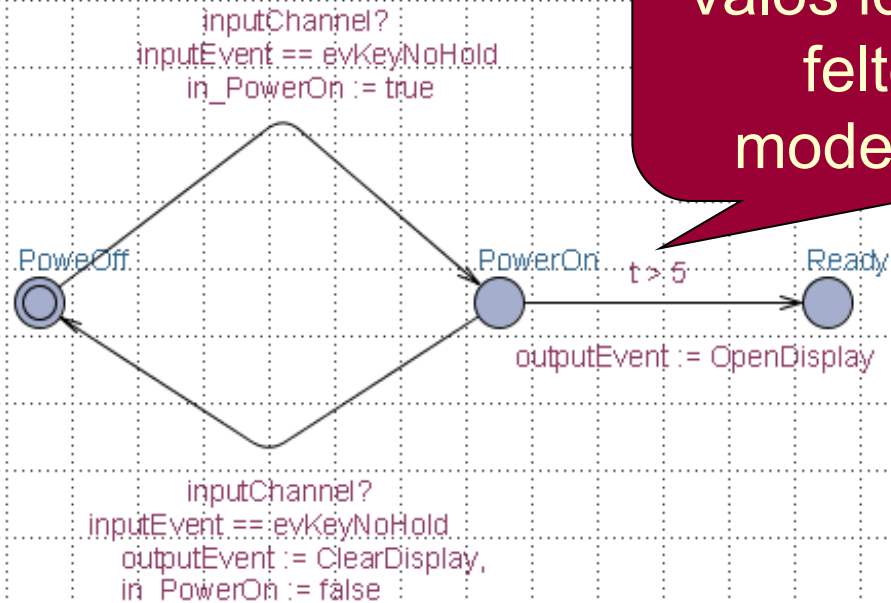 inputChannel?
inputEvent == evKeyNoHold
in_PowerOn := true
felt
mode
PoweOff
PowerOn
t > 5
Ready
outputEvent := OpenDisplay
inputChannel?
inputEvent == evKeyNoHold
outputEvent := ClearDisplay,
in_PowerOn := false